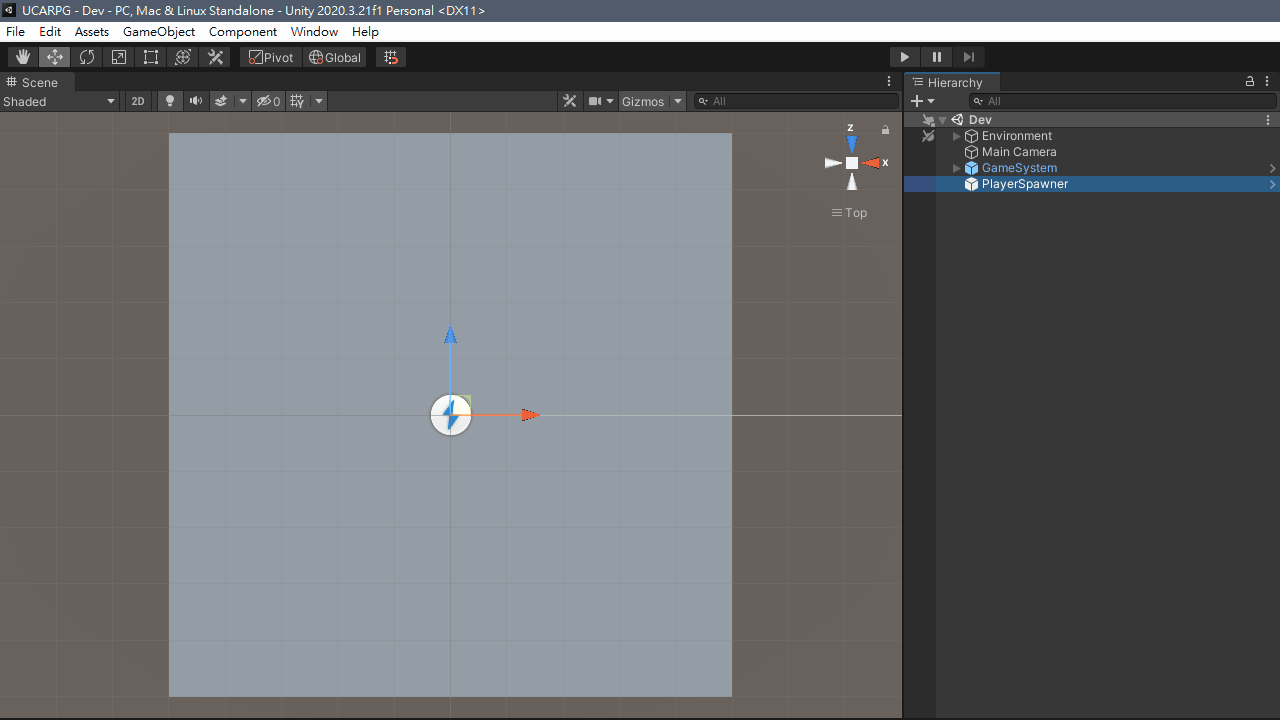 UCARPG - Dev - PC, Mac & Linux Standalone - Unity 2020.3.21f1 Personal <DX11>
File Edit Assets GameObject Component Window Help
Pivot Global
Scene
Hierarchy
Shaded 2D 0 Gizmos All
All
Dev
Environment
Main Camera
GameSystem
PlayerSpawner
z
x
Top